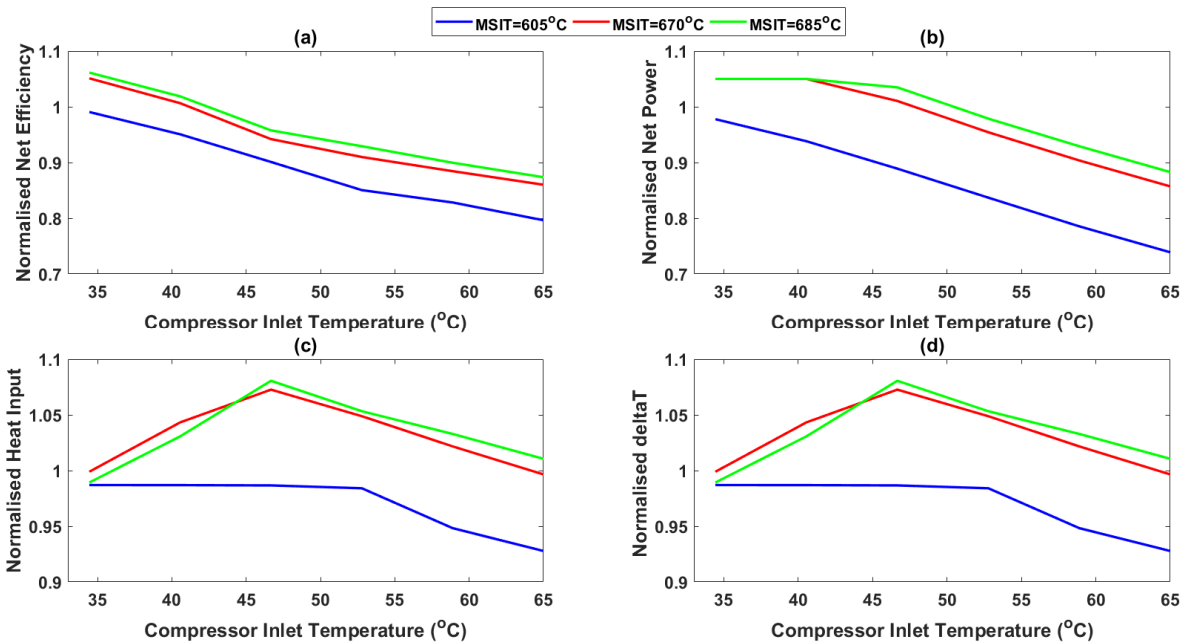 MSIT=605°C MSIT=670°C MSIT=685°C
(a)
Normalised Net Efficiency
1.1
1
0.9
0.8
0.7
35 40 45 50 55 60 65
Compressor Inlet Temperature (°C)
(b)
Normalised Net Power
1.1
1
0.9
0.8
0.7
35 40 45 50 55 60 65
Compressor Inlet Temperature (°C)
(c)
Normalised Heat Input
1.1
1.05
1
0.95
0.9
35 40 45 50 55 60 65
Compressor Inlet Temperature (°C)
(d)
Normalised deltaT
1.1
1.05
1
0.95
0.9
35 40 45 50 55 60 65
Compressor Inlet Temperature (°C)